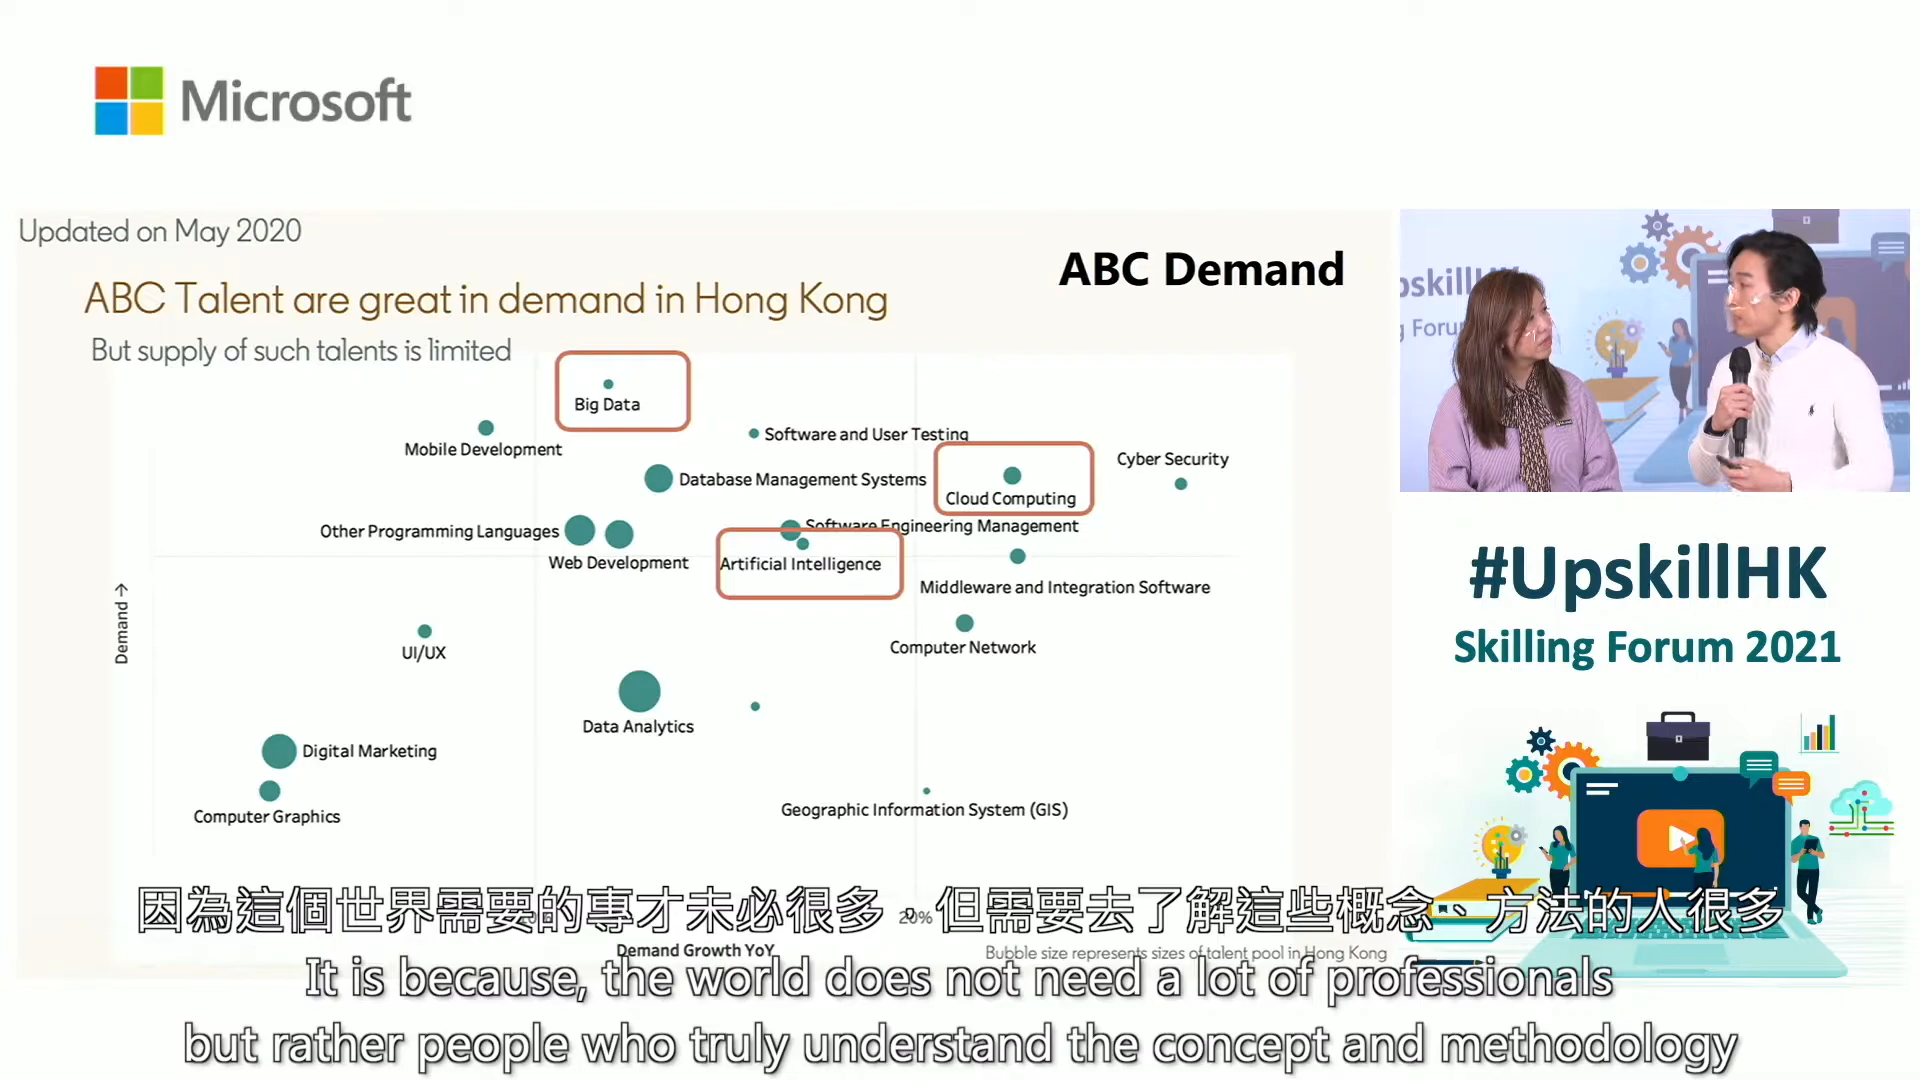 Microsoft
Updated on May 2020
ABC Demand
ABC Talent are great in demand in Hong Kong
But supply of such talents is limited
Big Data
Mobile Development
Software and User Testing
Cyber Security
Database Management Systems
Cloud Computing
Other Programming Languages
Software Engineering Management
Web Development
Artificial Intelligence
Middleware and Integration Software
Demand →
UI/UX
Computer Network
Data Analytics
Digital Marketing
Computer Graphics
Geographic Information System (GIS)
20%
Demand Growth YoY
Bubble size represents sizes of talent pool in Hong Kong
#UpskillHK
Skilling Forum 2021
因為這個世界需要的專才未必很多，但需要去了解這些概念、方法的人很多
It is because, the world does not need a lot of professionals
but rather people who truly understand the concept and methodology